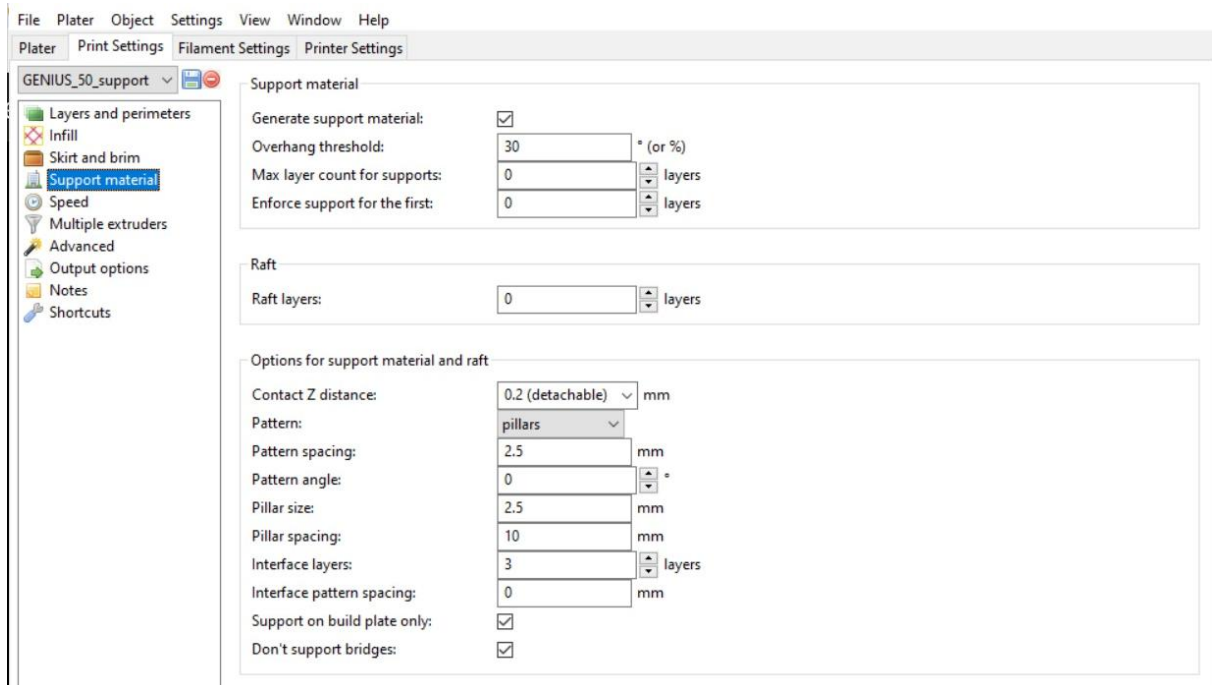 File Plater Object Settings View Window Help
Plater Print Settings Filament Settings Printer Settings
GENIUS_50_support
Layers and perimeters
Infill
Skirt and brim
Support material
Speed
Multiple extruders
Advanced
Output options
Notes
Shortcuts
Support material
Generate support material:
Overhang threshold: 30 ° (or %)
Max layer count for supports: 0 layers
Enforce support for the first: 0 layers
Raft
Raft layers: 0 layers
Options for support material and raft
Contact Z distance: 0.2 (detachable) mm
Pattern: pillars
Pattern spacing: 2.5 mm
Pattern angle: 0 °
Pillar size: 2.5 mm
Pillar spacing: 10 mm
Interface layers: 3 layers
Interface pattern spacing: 0 mm
Support on build plate only:
Don't support bridges: